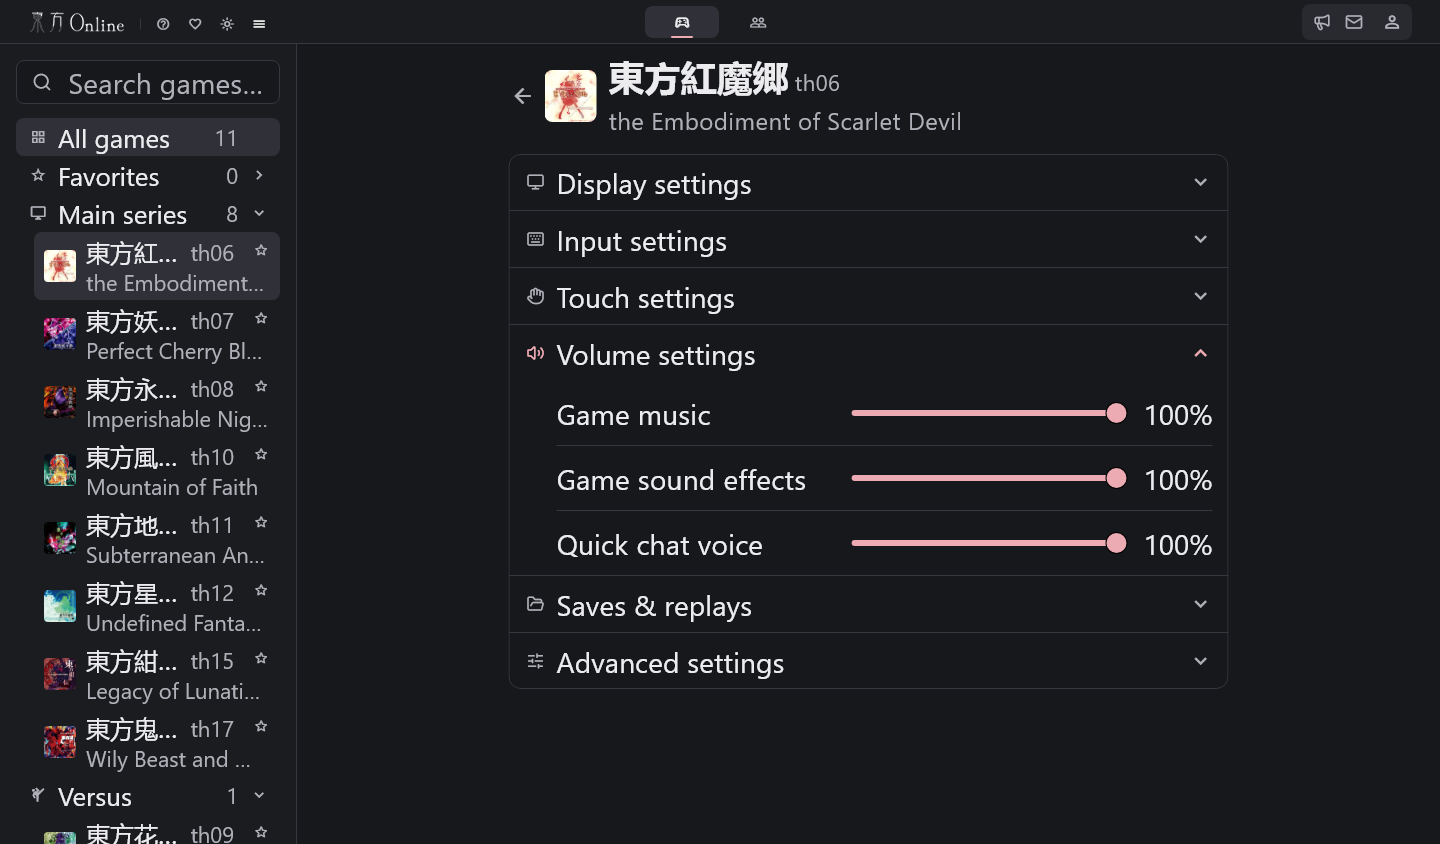 東方 Online
Search games...
All games 11
Favorites 0
Main series 8
東方紅... th06
the Embodiment...
東方妖... th07
Perfect Cherry Bl...
東方永... th08
Imperishable Nig...
東方風... th10
Mountain of Faith
東方地... th11
Subterranean An...
東方星... th12
Undefined Fanta...
東方紺... th15
Legacy of Lunati...
東方鬼... th17
Wily Beast and ...
Versus 1
東方花... th09
東方紅魔郷 th06
the Embodiment of Scarlet Devil
Display settings
Input settings
Touch settings
Volume settings
Game music 100%
Game sound effects 100%
Quick chat voice 100%
Saves & replays
Advanced settings